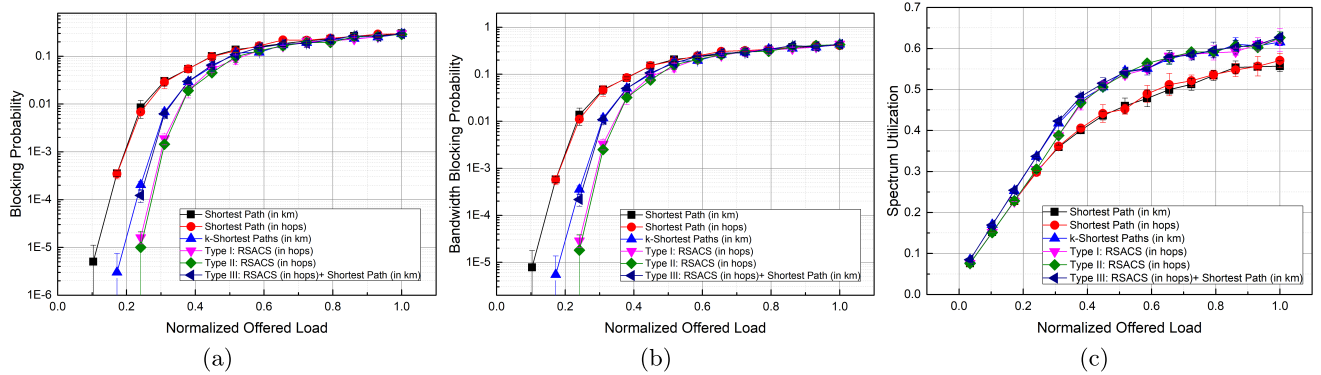 Blocking Probability
0.1
0.01
1E-3
1E-4
1E-5
1E-6
Shortest Path (in km)
Shortest Path (in hops)
k-Shortest Paths (in km)
Type I: RSACS (in hops)
Type II: RSACS (in hops)
Type III: RSACS (in hops)+ Shortest Path (in km)
0.0 0.2 0.4 0.6 0.8 1.0
Normalized Offered Load
(a)
Bandwidth Blocking Probability
1
0.1
0.01
1E-3
1E-4
1E-5
Shortest Path (in km)
Shortest Path (in hops)
k-Shortest Paths (in km)
Type I: RSACS (in hops)
Type II: RSACS (in hops)
Type III: RSACS (in hops)+ Shortest Path (in km)
0.0 0.2 0.4 0.6 0.8 1.0
Normalized Offered Load
(b)
Spectrum Utilization
0.7
0.6
0.5
0.4
0.3
0.2
0.1
0.0
Shortest Path (in km)
Shortest Path (in hops)
k-Shortest Paths (in km)
Type I: RSACS (in hops)
Type II: RSACS (in hops)
Type III: RSACS (in hops)+ Shortest Path (in km)
0.0 0.2 0.4 0.6 0.8 1.0
Normalized Offered Load
(c)